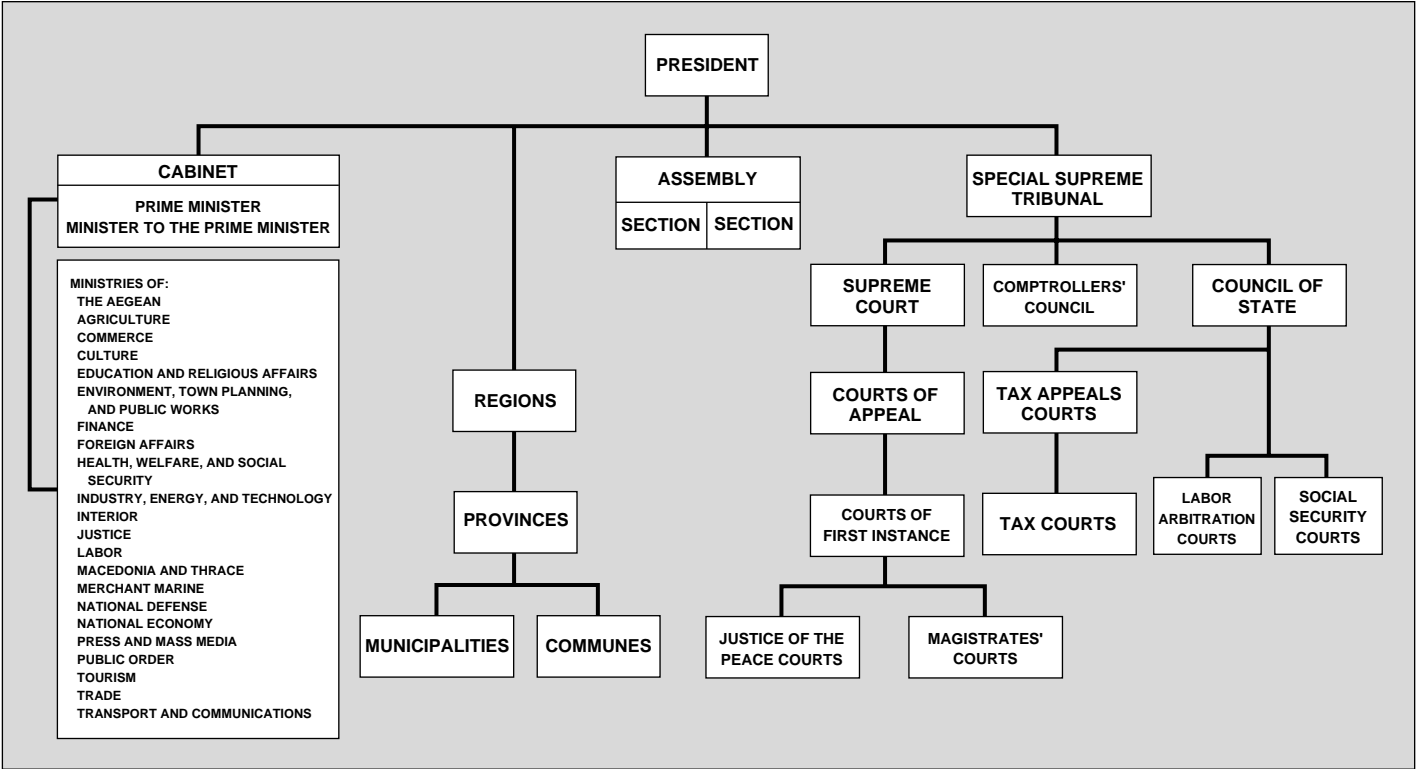 PRESIDENT
CABINET
PRIME MINISTER
MINISTER TO THE PRIME MINISTER
MINISTRIES OF:
THE AEGEAN
AGRICULTURE
COMMERCE
CULTURE
EDUCATION AND RELIGIOUS AFFAIRS
ENVIRONMENT, TOWN PLANNING,
AND PUBLIC WORKS
FINANCE
FOREIGN AFFAIRS
HEALTH, WELFARE, AND SOCIAL
SECURITY
INDUSTRY, ENERGY, AND TECHNOLOGY
INTERIOR
JUSTICE
LABOR
MACEDONIA AND THRACE
MERCHANT MARINE
NATIONAL DEFENSE
NATIONAL ECONOMY
PRESS AND MASS MEDIA
PUBLIC ORDER
TOURISM
TRADE
TRANSPORT AND COMMUNICATIONS
REGIONS
PROVINCES
MUNICIPALITIES
COMMUNES
ASSEMBLY
SECTION
SECTION
SPECIAL SUPREME
TRIBUNAL
SUPREME
COURT
COMPTROLLERS'
COUNCIL
COUNCIL OF
STATE
COURTS OF
APPEAL
TAX APPEALS
COURTS
COURTS OF
FIRST INSTANCE
TAX COURTS
LABOR
ARBITRATION
COURTS
SOCIAL
SECURITY
COURTS
JUSTICE OF THE
PEACE COURTS
MAGISTRATES'
COURTS